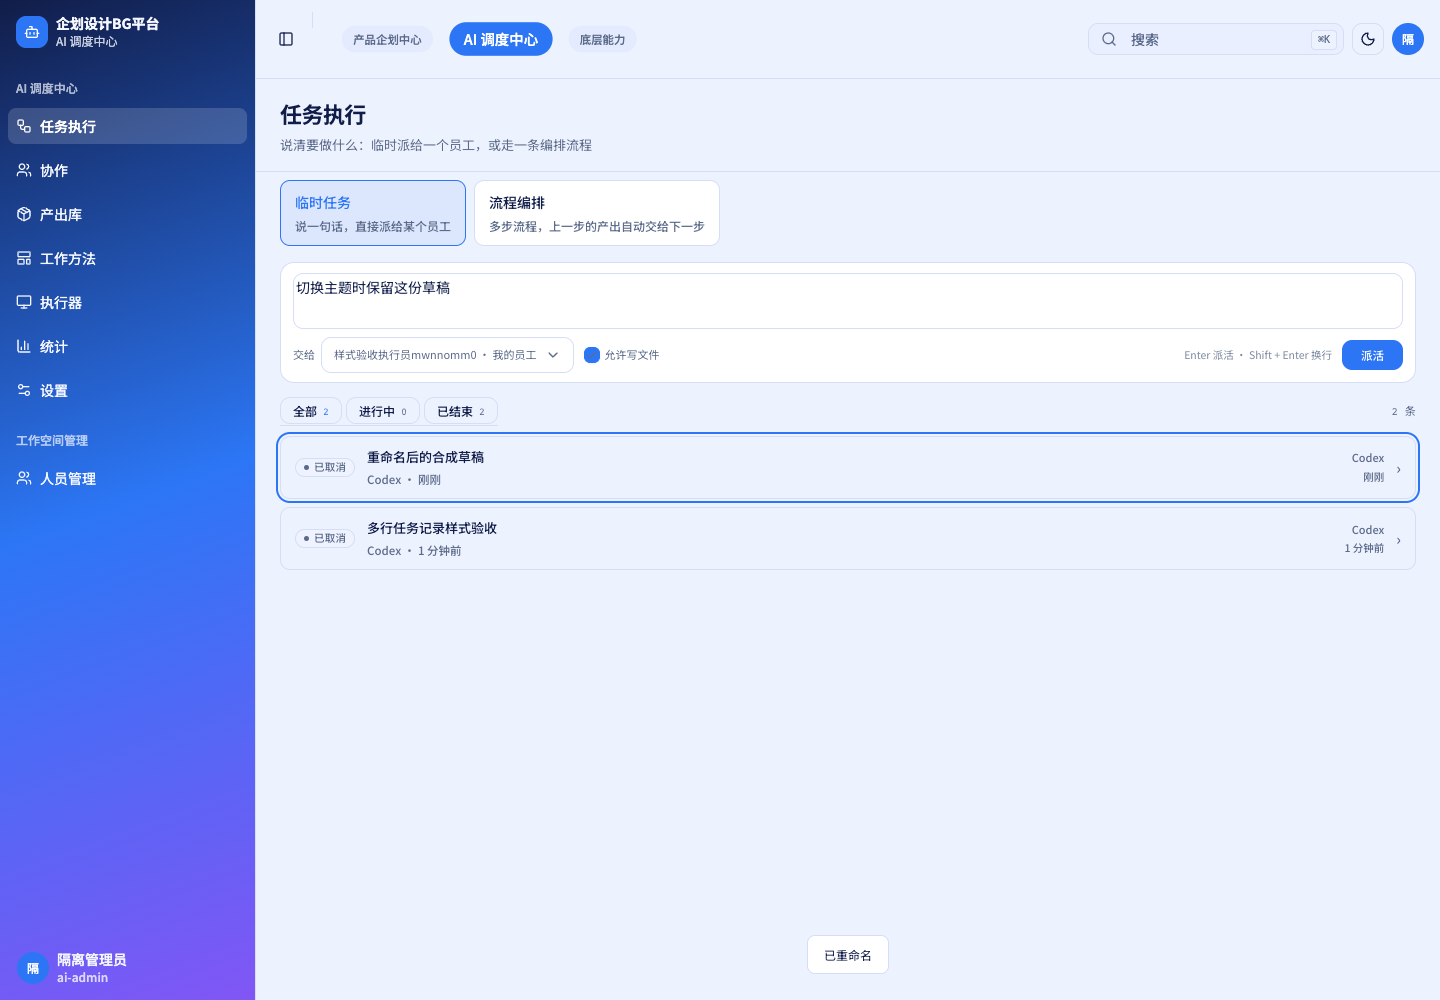 企划设计BG平台
AI 调度中心
AI 调度中心
任务执行
协作
产出库
工作方法
执行器
统计
设置
工作空间管理
人员管理
隔
隔离管理员
ai-admin
产品企划中心
AI 调度中心
底层能力
搜索
⌘K
隔
任务执行
说清要做什么：临时派给一个员工，或走一条编排流程
临时任务
说一句话，直接派给某个员工
流程编排
多步流程，上一步的产出自动交给下一步
切换主题时保留这份草稿
交给
样式验收执行员mwnnomm0 · 我的员工
允许写文件
Enter 派活 · Shift + Enter 换行
派活
全部 2
进行中 0
已结束 2
2 条
已取消
重命名后的合成草稿
Codex · 刚刚
Codex
刚刚
已取消
多行任务记录样式验收
Codex · 1 分钟前
Codex
1 分钟前
已重命名